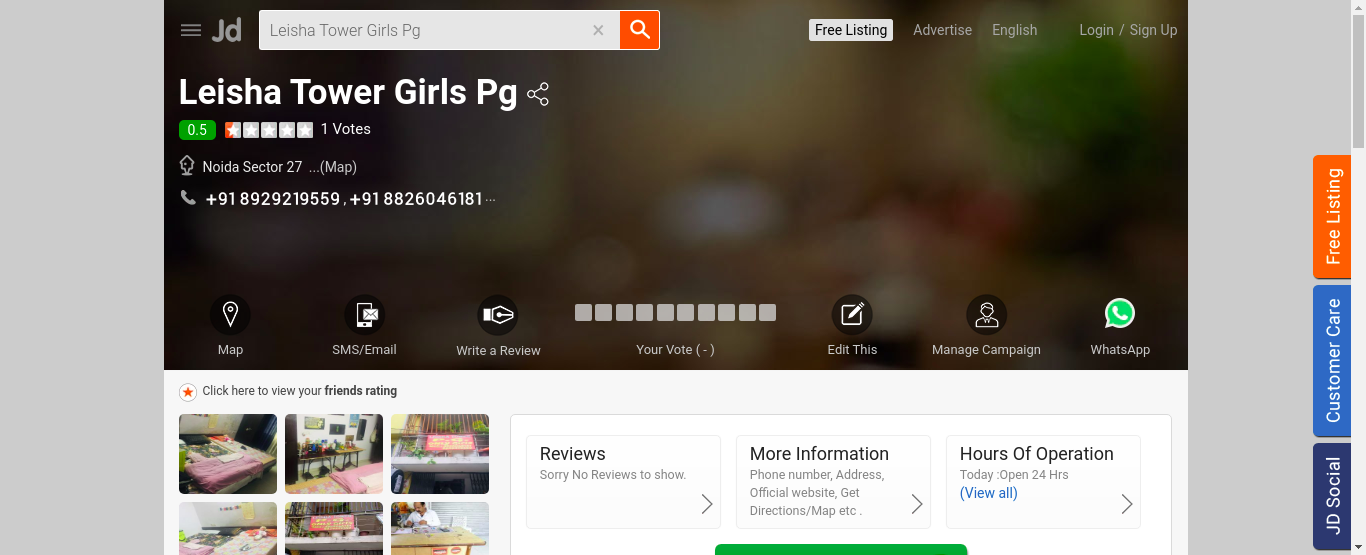 Jd
Leisha Tower Girls Pg
Free Listing
Advertise
English
Login / Sign Up
Leisha Tower Girls Pg
0.5
1 Votes
Noida Sector 27 ...(Map)
+91 8929219559 , +91 8826046181 ...
Map
SMS/Email
Write a Review
Your Vote ( - )
Edit This
Manage Campaign
WhatsApp
Click here to view your friends rating
Reviews
Sorry No Reviews to show.
More Information
Phone number, Address,
Official website, Get
Directions/Map etc .
Hours Of Operation
Today :Open 24 Hrs
(View all)
Free Listing
Customer Care
JD Social